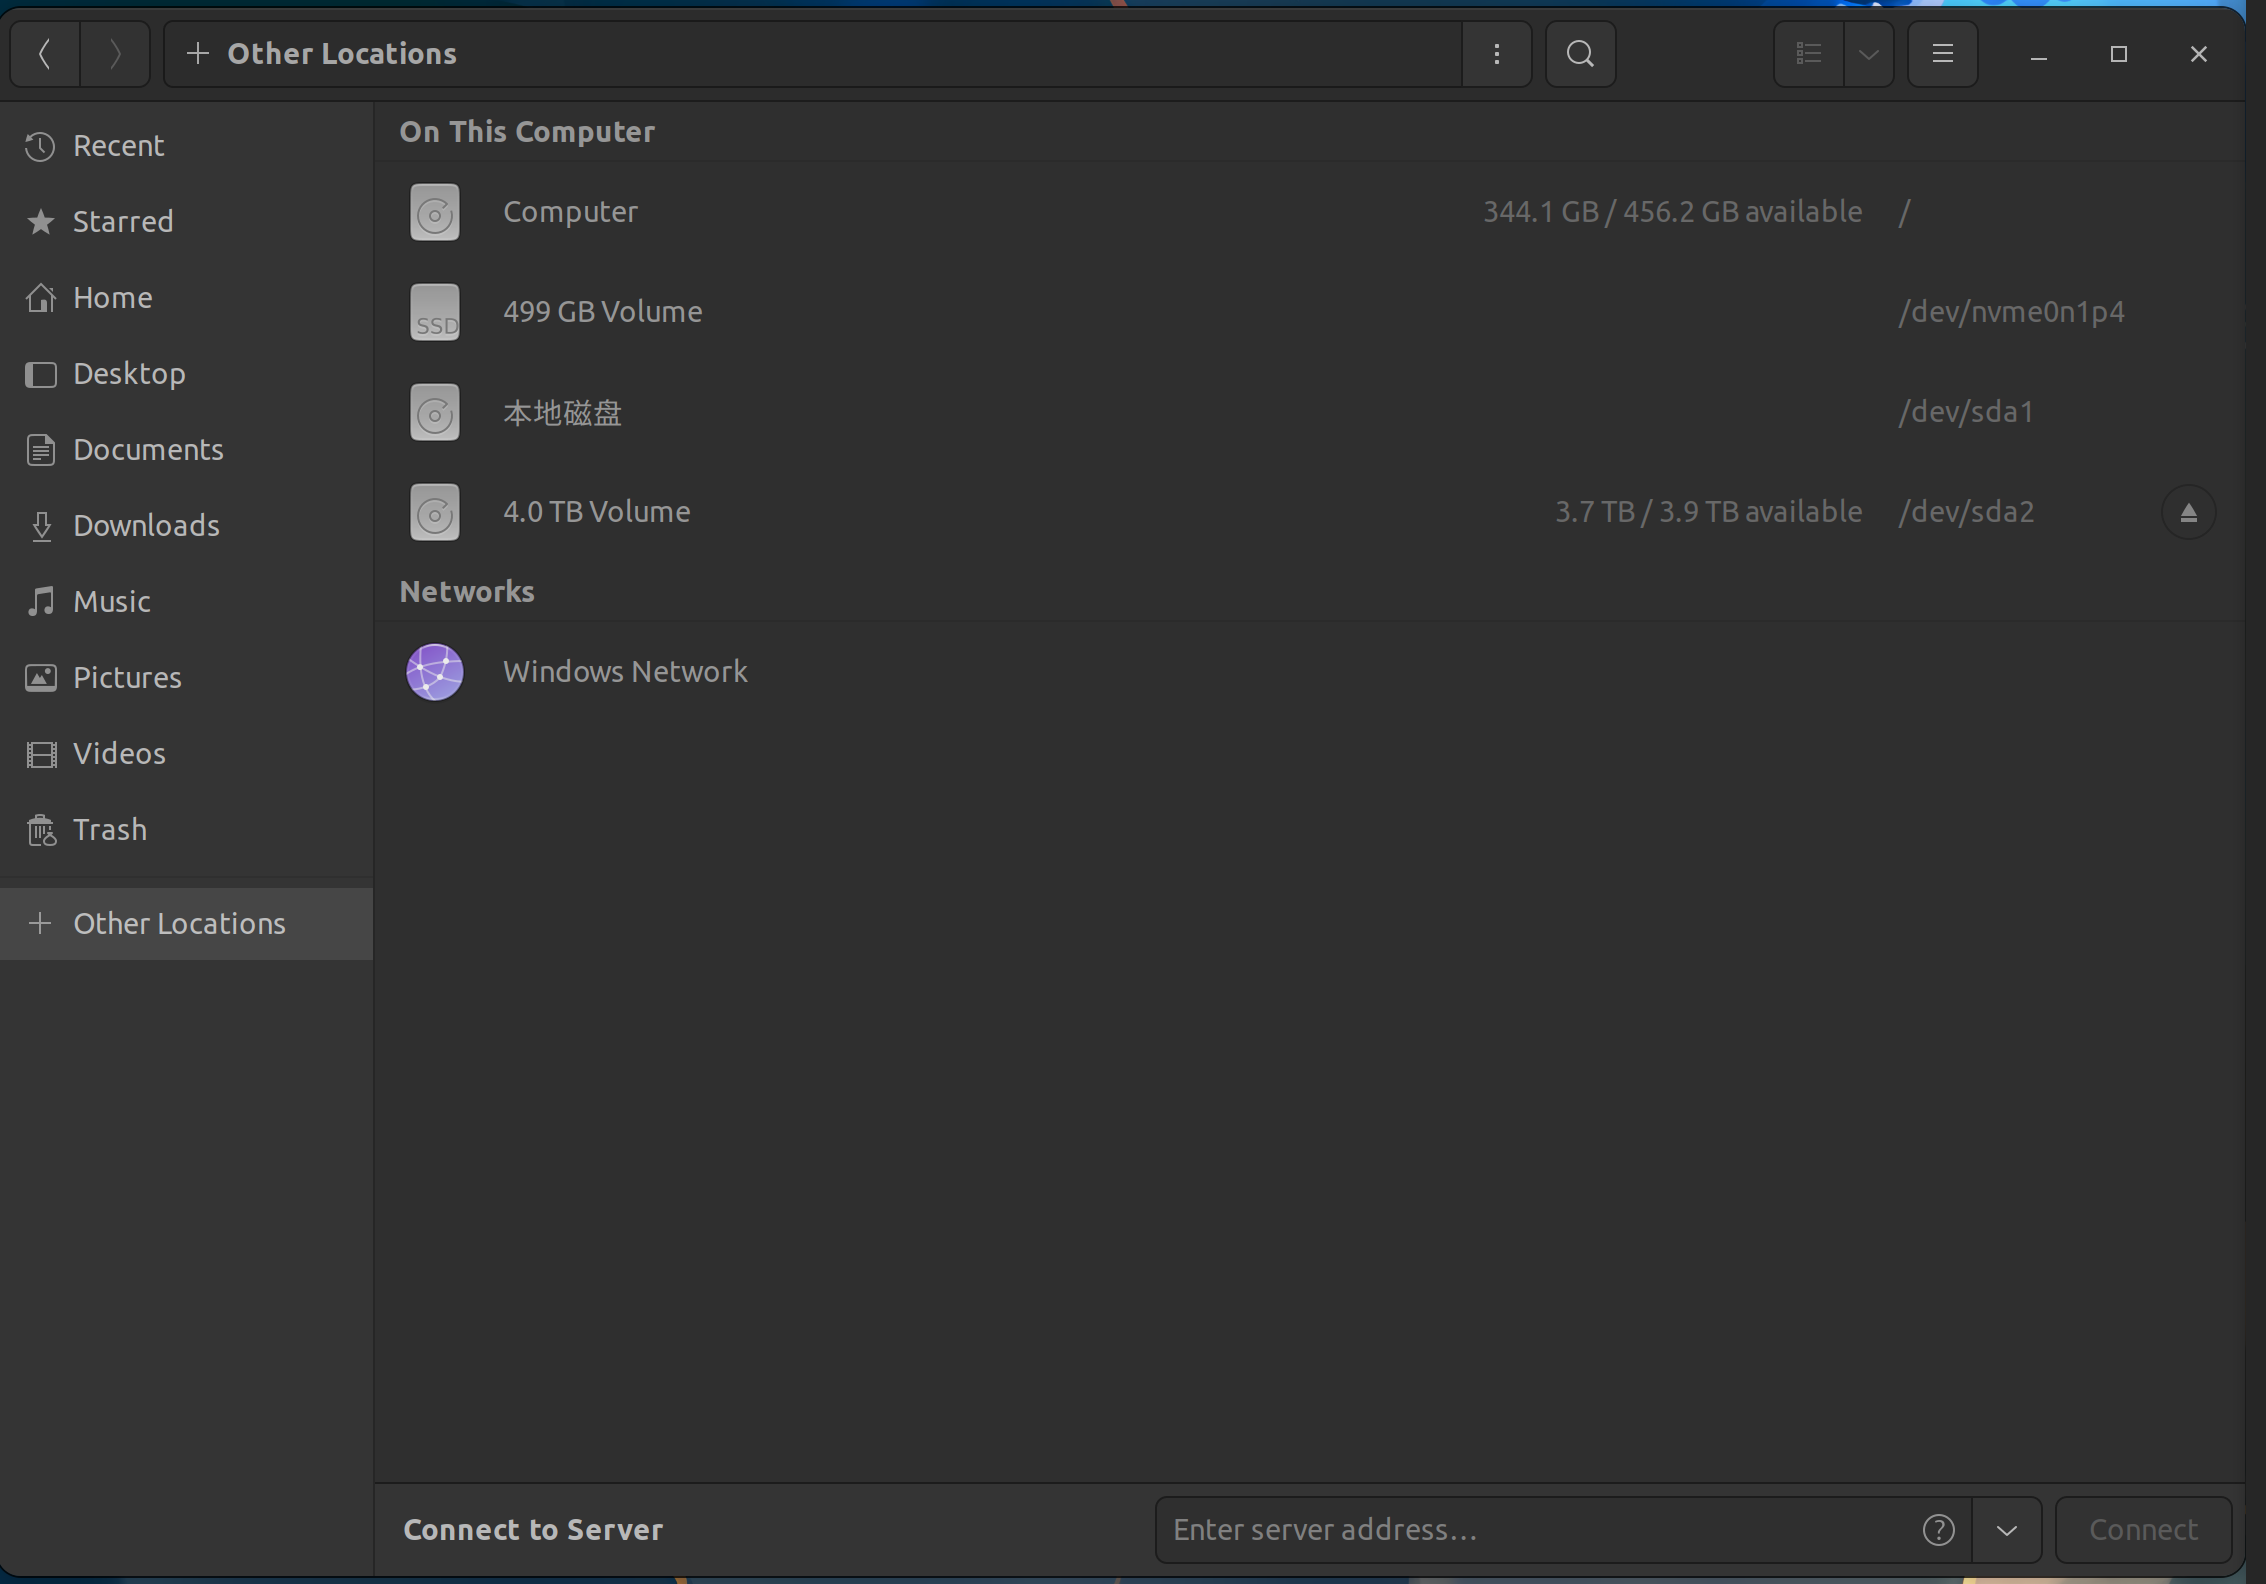 Other Locations
Recent
Starred
Home
Desktop
Documents
Downloads
Music
Pictures
Videos
Trash
Other Locations
On This Computer
Computer 344.1 GB / 456.2 GB available /
SSD 499 GB Volume /dev/nvme0n1p4
本地磁盘 /dev/sda1
4.0 TB Volume 3.7 TB / 3.9 TB available /dev/sda2
Networks
Windows Network
Connect to Server Enter server address… ? Connect